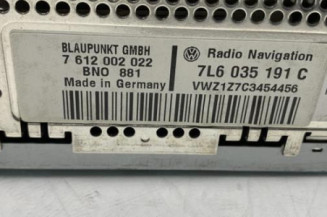 BLAUPUNKT GMBH
7 612 002 022
BNO 881
Made in Germany
Radio Navigation
7L6 035 191 C
VWZ1Z7C3454456